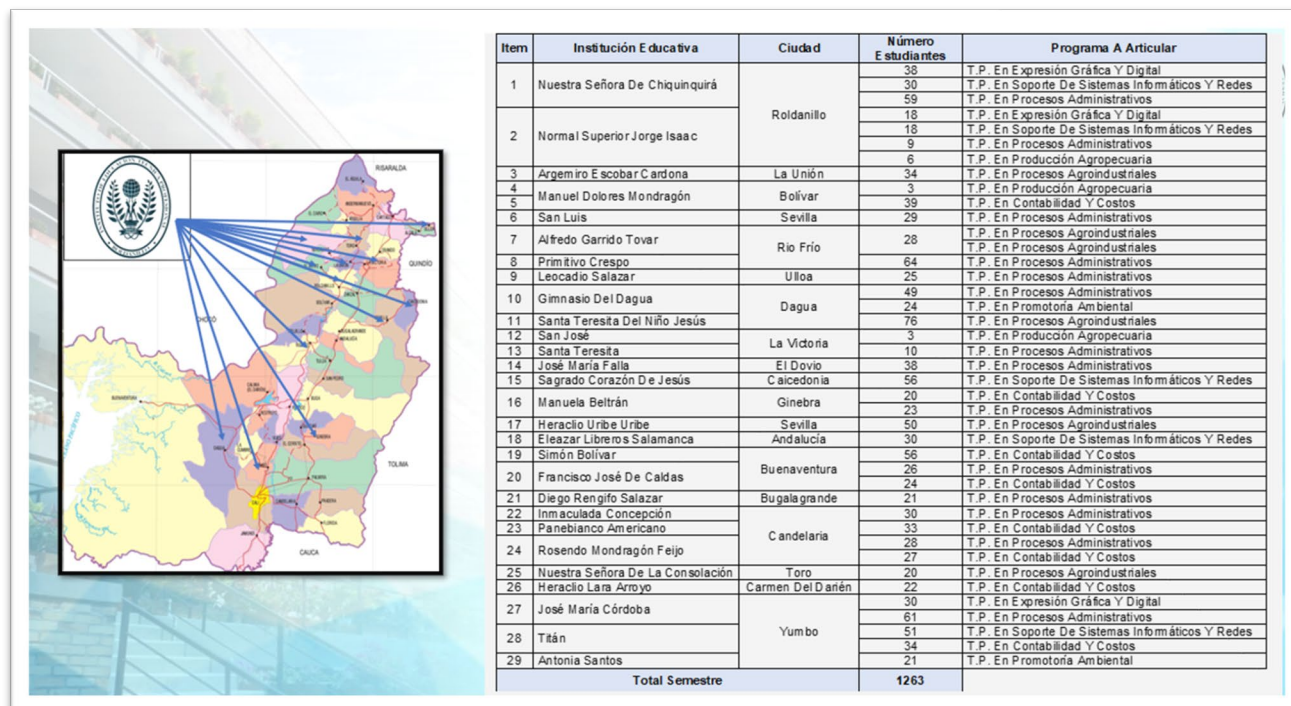 Item Institución Educativa Ciudad Número Estudiantes Programa A Articular
1 Nuestra Señora De Chiquinquirá Roldanillo 38 T.P. En Expresión Gráfica Y Digital
30 T.P. En Soporte De Sistemas Informáticos Y Redes
59 T.P. En Procesos Administrativos
2 Normal Superior Jorge Isaac 18 T.P. En Expresión Gráfica Y Digital
18 T.P. En Soporte De Sistemas Informáticos Y Redes
9 T.P. En Procesos Administrativos
6 T.P. En Producción Agropecuaria
3 Argemiro Escobar Cardona La Unión 34 T.P. En Procesos Agroindustriales
4 Manuel Dolores Mondragón Bolívar 3 T.P. En Producción Agropecuaria
5 39 T.P. En Contabilidad Y Costos
6 San Luis Sevilla 29 T.P. En Procesos Administrativos
7 Alfredo Garrido Tovar Rio Frío 28 T.P. En Procesos Agroindustriales
T.P. En Procesos Agroindustriales
8 Primitivo Crespo 64 T.P. En Procesos Administrativos
9 Leocadio Salazar Ulloa 25 T.P. En Procesos Administrativos
10 Gimnasio Del Dagua Dagua 49 T.P. En Procesos Administrativos
24 T.P. En Promotoría Ambiental
11 Santa Teresita Del Niño Jesús 76 T.P. En Procesos Agroindustriales
12 San José La Victoria 3 T.P. En Producción Agropecuaria
13 Santa Teresita 10 T.P. En Procesos Administrativos
14 José María Falla El Dovio 38 T.P. En Procesos Administrativos
15 Sagrado Corazón De Jesús Caicedonia 56 T.P. En Soporte De Sistemas Informáticos Y Redes
16 Manuela Beltrán Ginebra 20 T.P. En Contabilidad Y Costos
23 T.P. En Procesos Administrativos
17 Heraclio Uribe Uribe Sevilla 50 T.P. En Procesos Agroindustriales
18 Eleazar Libreros Salamanca Andalucía 30 T.P. En Soporte De Sistemas Informáticos Y Redes
19 Simón Bolívar Buenaventura 56 T.P. En Contabilidad Y Costos
20 Francisco José De Caldas 26 T.P. En Procesos Administrativos
24 T.P. En Contabilidad Y Costos
21 Diego Rengifo Salazar Bugalagrande 21 T.P. En Procesos Administrativos
22 Inmaculada Concepción Candelaria 30 T.P. En Procesos Administrativos
23 Panebianco Americano 33 T.P. En Contabilidad Y Costos
24 Rosendo Mondragón Feijo 28 T.P. En Procesos Administrativos
27 T.P. En Contabilidad Y Costos
25 Nuestra Señora De La Consolación Toro 20 T.P. En Procesos Agroindustriales
26 Heraclio Lara Arroyo Carmen Del Darién 22 T.P. En Contabilidad Y Costos
27 José María Córdoba Yumbo 30 T.P. En Expresión Gráfica Y Digital
61 T.P. En Procesos Administrativos
28 Titán 51 T.P. En Soporte De Sistemas Informáticos Y Redes
34 T.P. En Contabilidad Y Costos
29 Antonia Santos 21 T.P. En Promotoría Ambiental
Total Semestre 1263
RISARALDA
QUINDÍO
CHOCÓ
BUENAVENTURA
TOLIMA
CAUCA